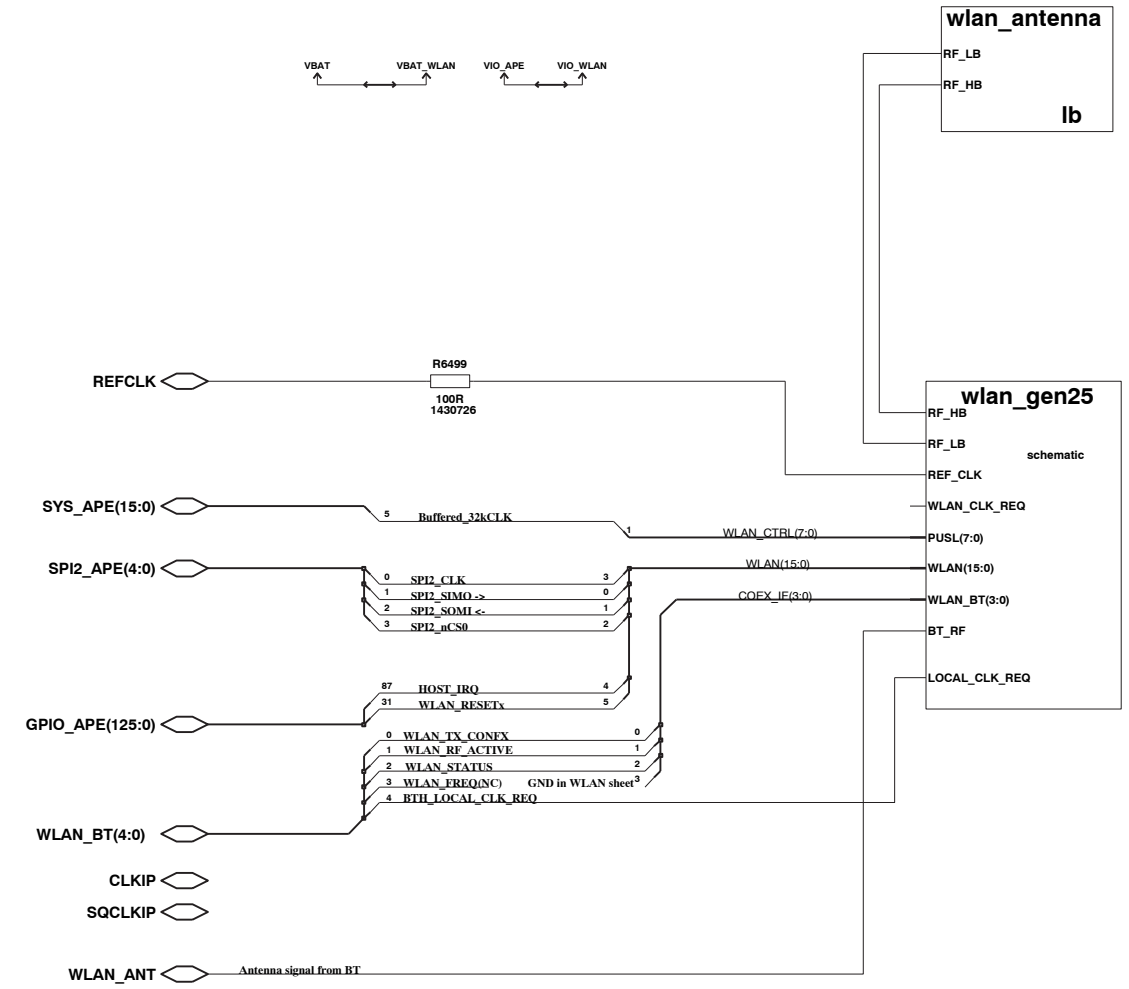 wlan_antenna
RF_LB
RF_HB
lb
VBAT
VBAT_WLAN
VIO_APE
VIO_WLAN
REFCLK
R6499
100R
1430726
wlan_gen25
RF_HB
RF_LB
schematic
REF_CLK
WLAN_CLK_REQ
PUSL(7:0)
WLAN(15:0)
WLAN_BT(3:0)
BT_RF
LOCAL_CLK_REQ
SYS_APE(15:0)
5 Buffered_32kCLK 1
WLAN_CTRL(7:0)
SPI2_APE(4:0)
WLAN(15:0)
0 SPI2_CLK 3
1 SPI2_SIMO -> 0
2 SPI2_SOMI <- 1
3 SPI2_nCS0 2
COEX_IF(3:0)
GPIO_APE(125:0)
87 HOST_IRQ 4
31 WLAN_RESETx 5
0 WLAN_TX_CONFX 0
1 WLAN_RF_ACTIVE 1
2 WLAN_STATUS 2
3 WLAN_FREQ(NC) GND in WLAN sheet 3
4 BTH_LOCAL_CLK_REQ
WLAN_BT(4:0)
CLKIP
SQCLKIP
WLAN_ANT
Antenna signal from BT